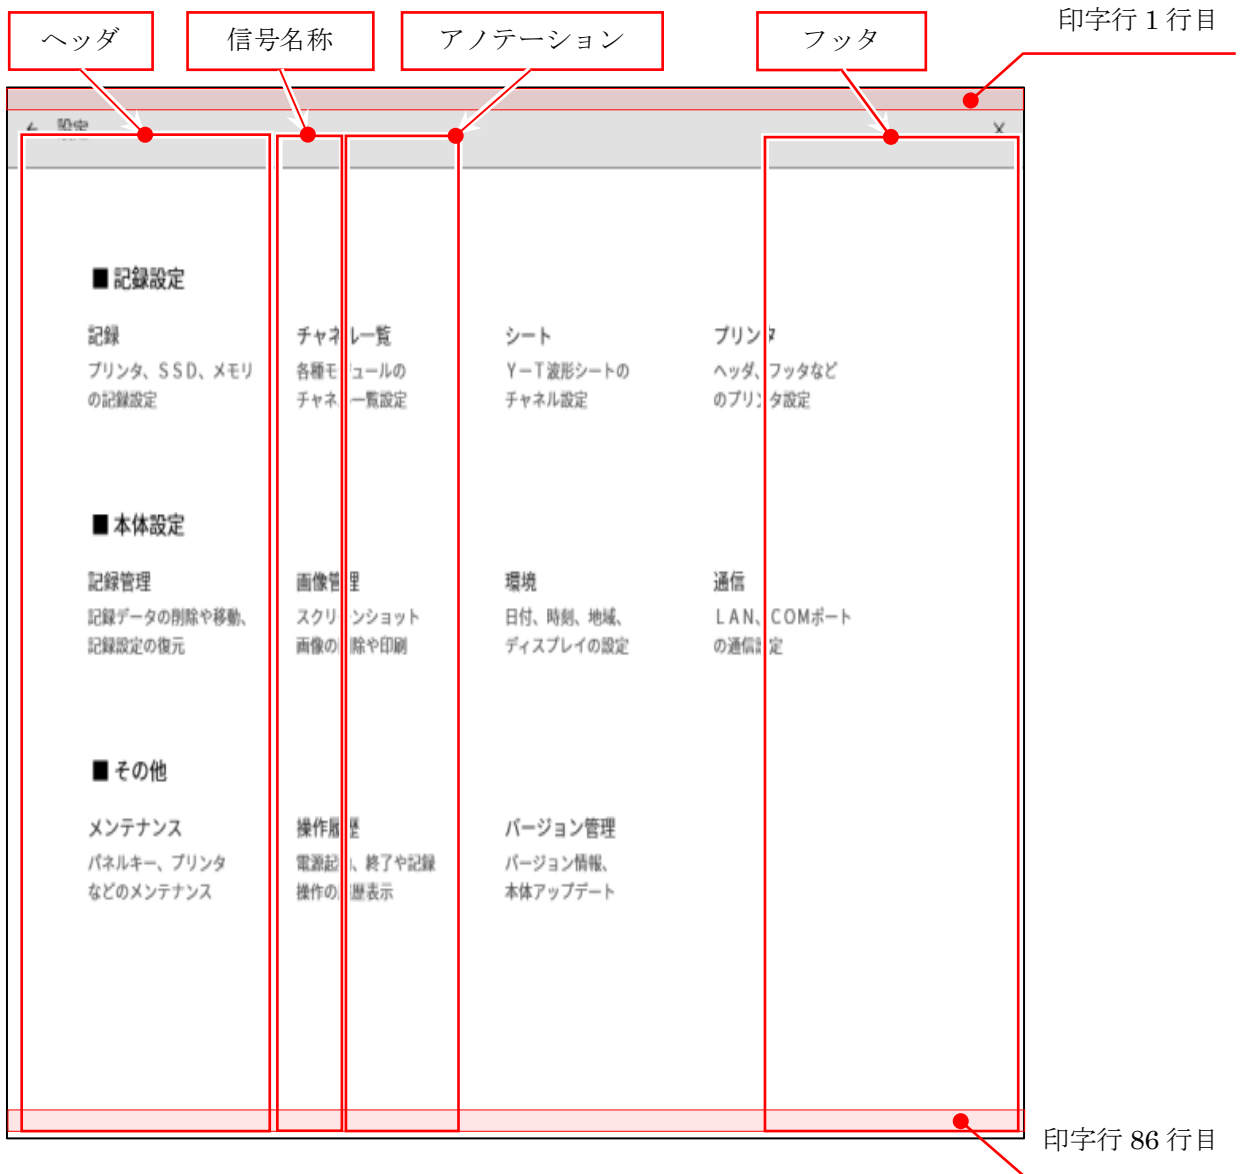 ヘッダ
信号名称
アノテーション
フッタ
印字行 1 行目
← 設定 ×
■ 記録設定
記録
プリンタ、ＳＳＤ、メモリ
の記録設定
チャネル一覧
各種モジュールの
チャネル一覧設定
シート
Ｙ－Ｔ波形シートの
チャネル設定
プリンタ
ヘッダ、フッタなど
のプリンタ設定
■ 本体設定
記録管理
記録データの削除や移動、
記録設定の復元
画像管理
スクリーンショット
画像の削除や印刷
環境
日付、時刻、地域、
ディスプレイの設定
通信
ＬＡＮ、ＣＯＭポート
の通信設定
■ その他
メンテナンス
パネルキー、プリンタ
などのメンテナンス
操作履歴
電源起動、終了や記録
操作の履歴表示
バージョン管理
バージョン情報、
本体アップデート
印字行 86 行目